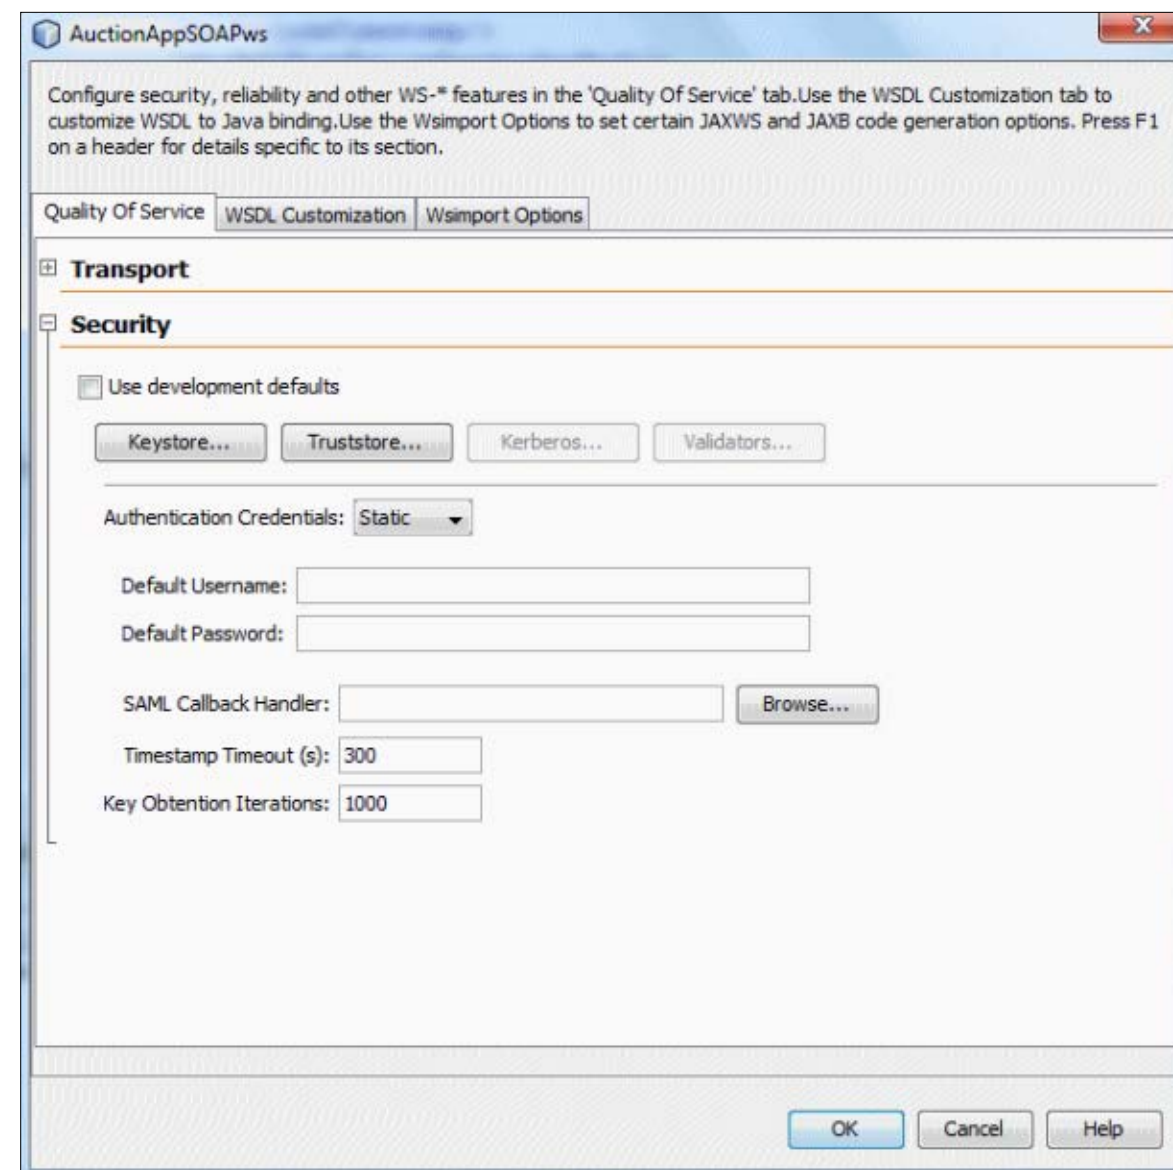 AuctionAppSOAPws
Configure security, reliability and other WS-* features in the 'Quality Of Service' tab.Use the WSDL Customization tab to
customize WSDL to Java binding.Use the Wsimport Options to set certain JAXWS and JAXB code generation options. Press F1
on a header for details specific to its section.
Quality Of Service WSDL Customization Wsimport Options
Transport
Security
Use development defaults
Keystore... Truststore... Kerberos... Validators...
Authentication Credentials: Static
Default Username:
Default Password:
SAML Callback Handler: Browse...
Timestamp Timeout (s): 300
Key Obtention Iterations: 1000
OK Cancel Help